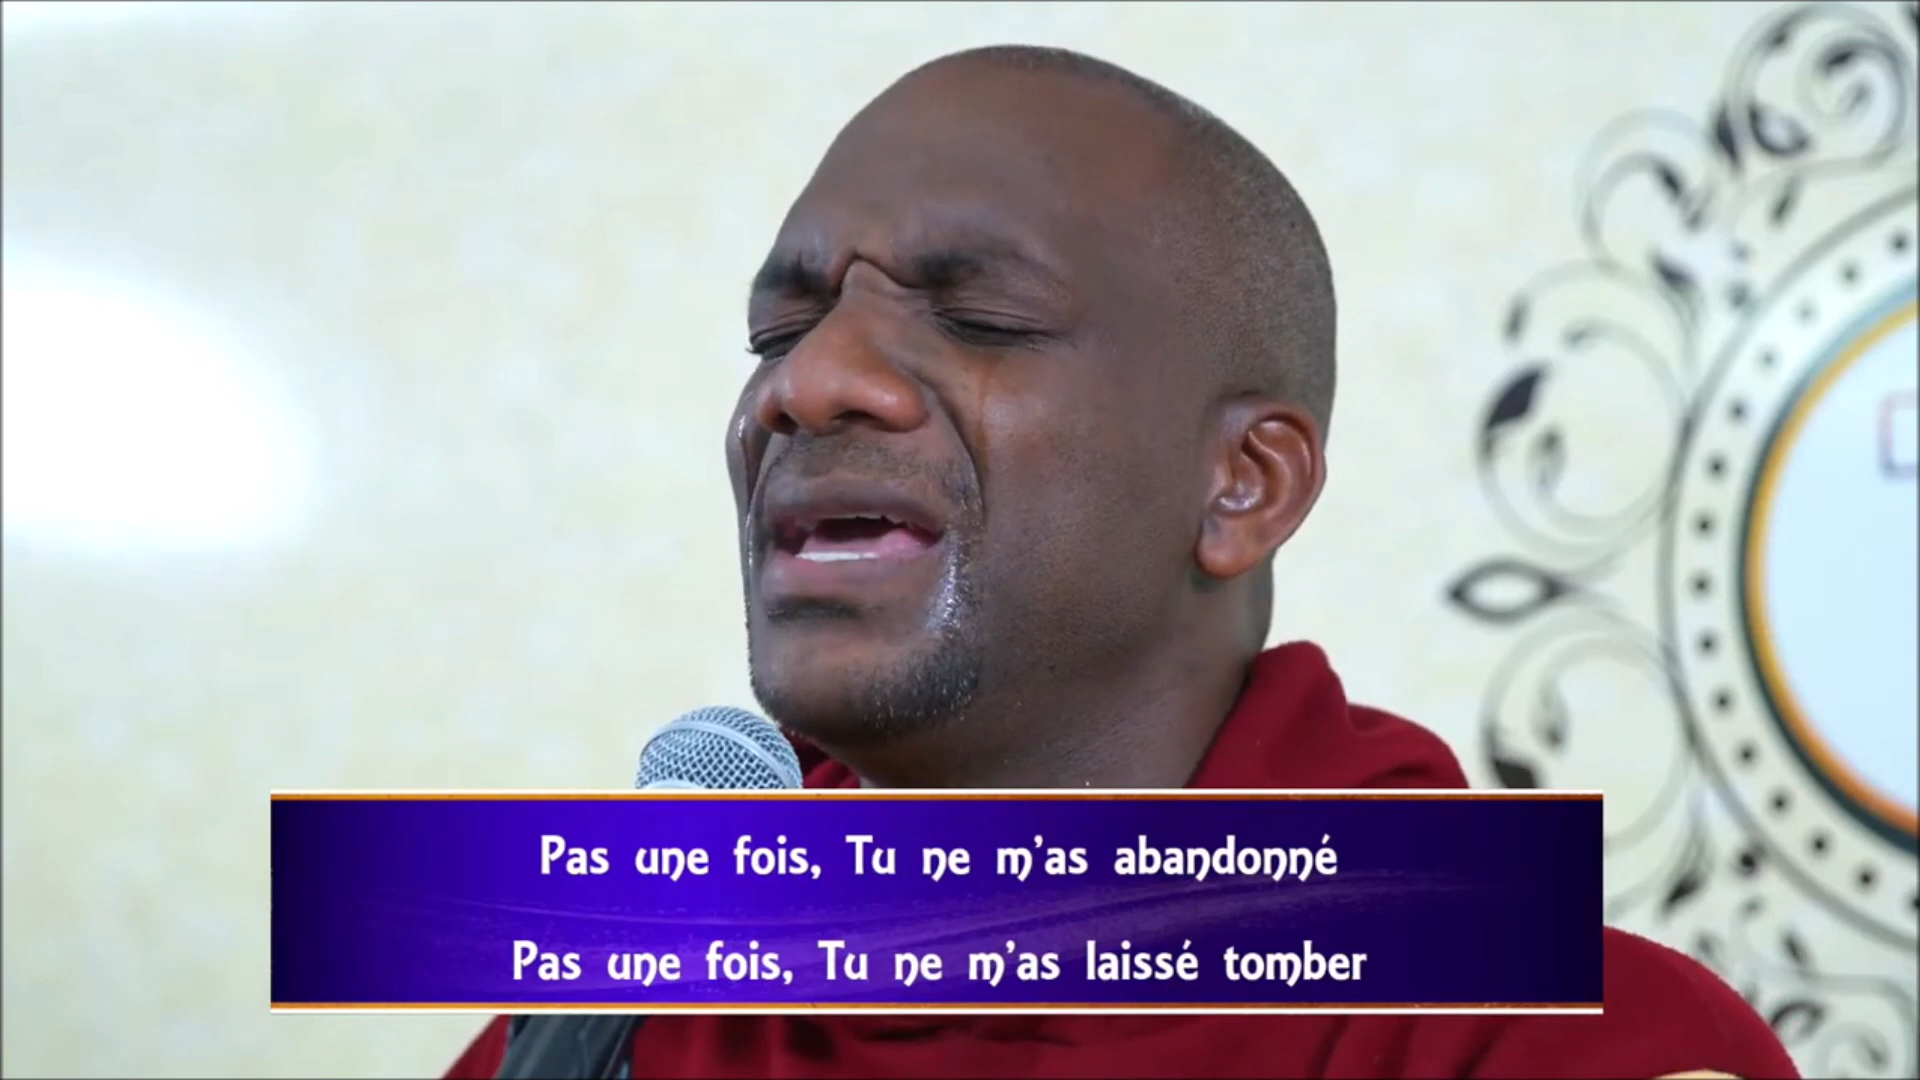 Pas une fois, Tu ne m'as abandonné
Pas une fois, Tu ne m'as laissé tomber